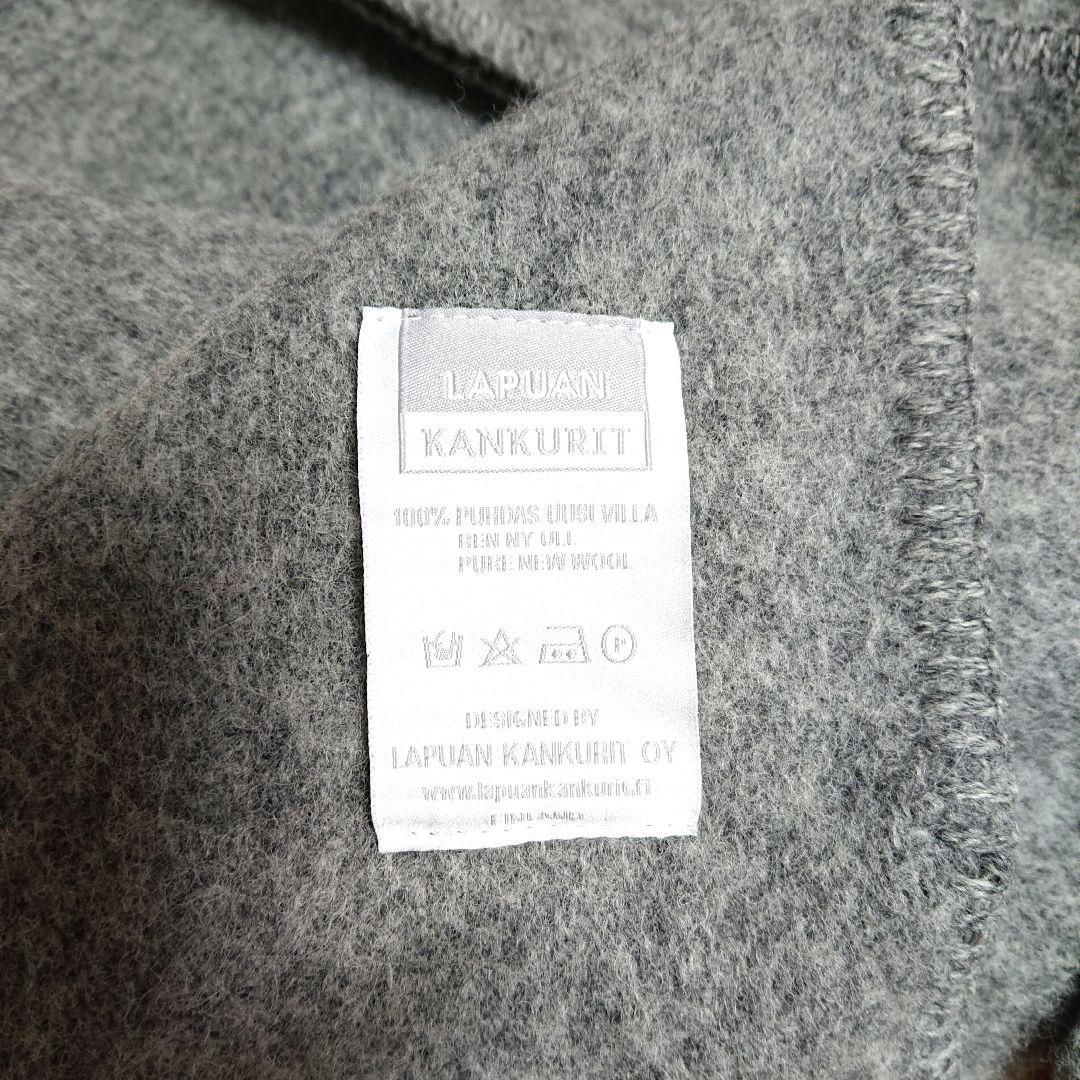 LAPUAN
KANKURIT
100% PUHDAS UUSI VILLA
REN NY ULL
PURE NEW WOOL
P
DESIGNED BY
LAPUAN KANKURIT OY
www.lapuankankurit.fi
FINLAND